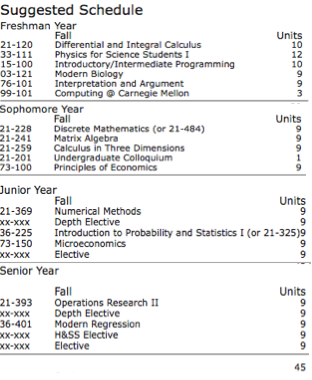 Suggested Schedule
Freshman Year
Fall Units
21-120 Differential and Integral Calculus 10
33-111 Physics for Science Students I 12
15-100 Introductory/Intermediate Programming 10
03-121 Modern Biology 9
76-101 Interpretation and Argument 9
99-101 Computing @ Carnegie Mellon 3
Sophomore Year
Fall Units
21-228 Discrete Mathematics (or 21-484) 9
21-241 Matrix Algebra 9
21-259 Calculus in Three Dimensions 9
21-201 Undergraduate Colloquium 1
73-100 Principles of Economics 9
Junior Year
Fall Units
21-369 Numerical Methods 9
xx-xxx Depth Elective 9
36-225 Introduction to Probability and Statistics I (or 21-325)9
73-150 Microeconomics 9
xx-xxx Elective 9
Senior Year
Fall Units
21-393 Operations Research II 9
xx-xxx Depth Elective 9
36-401 Modern Regression 9
xx-xxx H&SS Elective 9
xx-xxx Elective 9
45